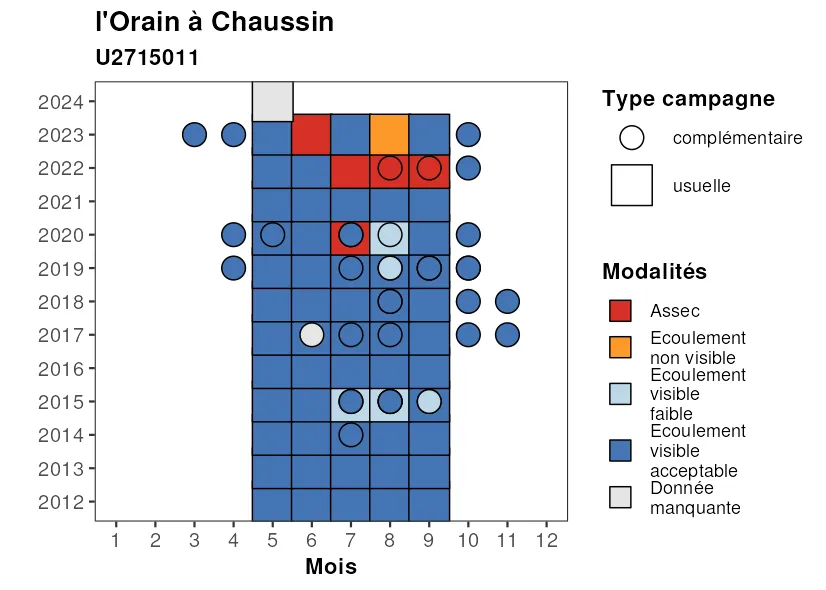 l'Orain à Chaussin
U2715011
2024
2023
2022
2021
2020
2019
2018
2017
2016
2015
2014
2013
2012
1 2 3 4 5 6 7 8 9 10 11 12
Mois
Type campagne
complémentaire
usuelle
Modalités
Assec
Ecoulement
non visible
Ecoulement
visible
faible
Ecoulement
visible
acceptable
Donnée
manquante